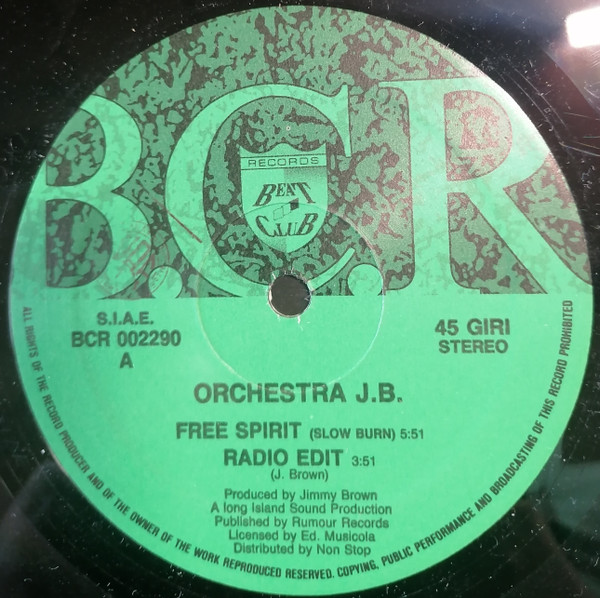 B.C.R
RECORDS
BEAT
CLUB
S.I.A.E.
BCR 002290
A
45 GIRI
STEREO
ORCHESTRA J.B.
FREE SPIRIT (SLOW BURN) 5:51
RADIO EDIT 3:51
(J. Brown)
Produced by Jimmy Brown
A long Island Sound Production
Published by Rumour Records
Licensed by Ed. Musicola
Distributed by Non Stop
ALL RIGHTS OF THE RECORD PRODUCER AND OF THE OWNER OF THE WORK REPRODUCED RESERVED. COPYING, PUBLIC PERFORMANCE AND BROADCASTING OF THIS RECORD PROHIBITED